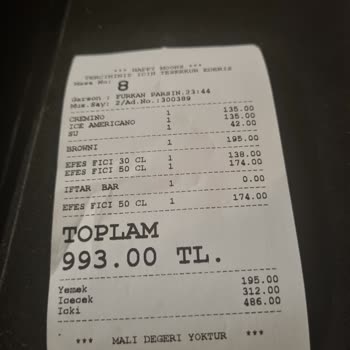 *** HAPPY MOONS ***
TERCIHINIZ ICIN TESEKKUR EDERIZ
Masa No: 8
Garson : FURKAN PARSIN.23:44
Mus.Say: 2/Ad.No.:300389
CREMINO 1 135.00
ICE AMERICANO 1 135.00
SU 1 42.00
BROWNI 1 195.00
EFES FICI 30 CL 1 138.00
EFES FICI 50 CL 1 174.00
IFTAR BAR 1 0.00
EFES FICI 50 CL 1 174.00
TOPLAM
993.00 TL.
Yemek 195.00
Icecek 312.00
Icki 486.00
*** MALI DEGERI YOKTUR ***